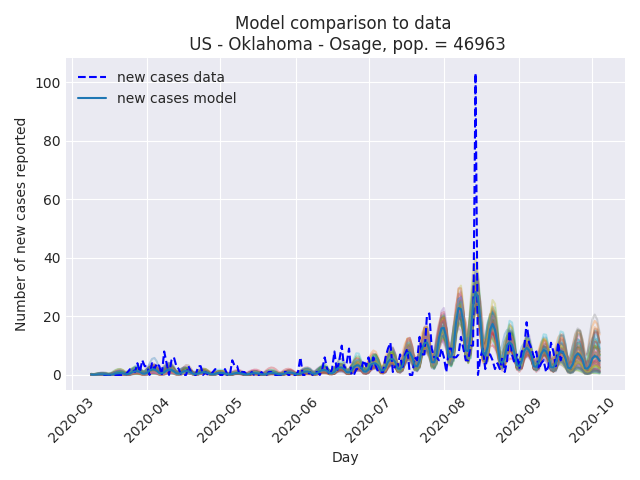 Model comparison to data
US - Oklahoma - Osage, pop. = 46963
new cases data
new cases model
Number of new cases reported
100
80
60
40
20
0
2020-03
2020-04
2020-05
2020-06
2020-07
2020-08
2020-09
2020-10
Day